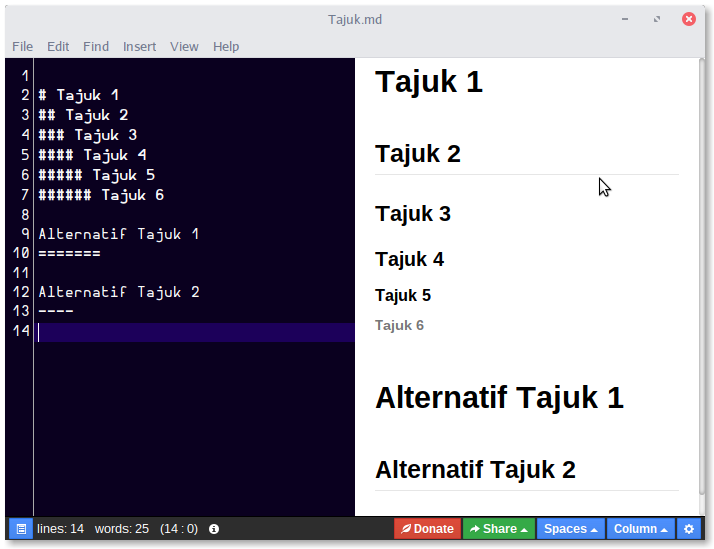 Tajuk.md
File Edit Find Insert View Help
1
2 # Tajuk 1
3 ## Tajuk 2
4 ### Tajuk 3
5 #### Tajuk 4
6 ##### Tajuk 5
7 ###### Tajuk 6
8
9 Alternatif Tajuk 1
10 =======
11
12 Alternatif Tajuk 2
13 ----
14
Tajuk 1
Tajuk 2
Tajuk 3
Tajuk 4
Tajuk 5
Tajuk 6
Alternatif Tajuk 1
Alternatif Tajuk 2
lines: 14 words: 25 (14 : 0) Donate Share Spaces Column